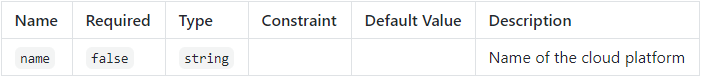 Name Required Type Constraint Default Value Description
name false string Name of the cloud platform